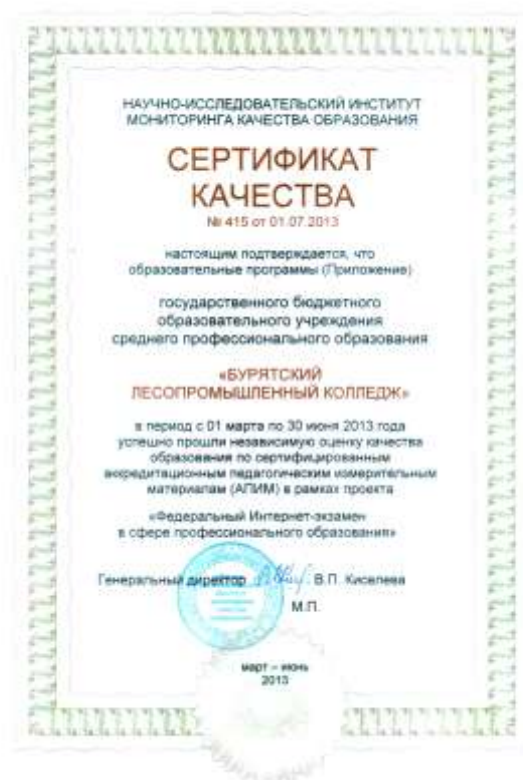 НАУЧНО-ИССЛЕДОВАТЕЛЬСКИЙ ИНСТИТУТ
МОНИТОРИНГА КАЧЕСТВА ОБРАЗОВАНИЯ
СЕРТИФИКАТ
КАЧЕСТВА
№ 415 от 01.07.2013
настоящим подтверждается, что
образовательные программы (Приложение)
государственного бюджетного
образовательного учреждения
среднего профессионального образования
«БУРЯТСКИЙ
ЛЕСОПРОМЫШЛЕННЫЙ КОЛЛЕДЖ»
в период с 01 марта по 30 июня 2013 года
успешно прошли независимую оценку качества
образования по сертифицированным
аккредитационным педагогическим измерительным
материалам (АПИМ) в рамках проекта
«Федеральный Интернет-экзамен
в сфере профессионального образования»
Генеральный директор В.П. Киселева
М.П.
март – июнь
2013